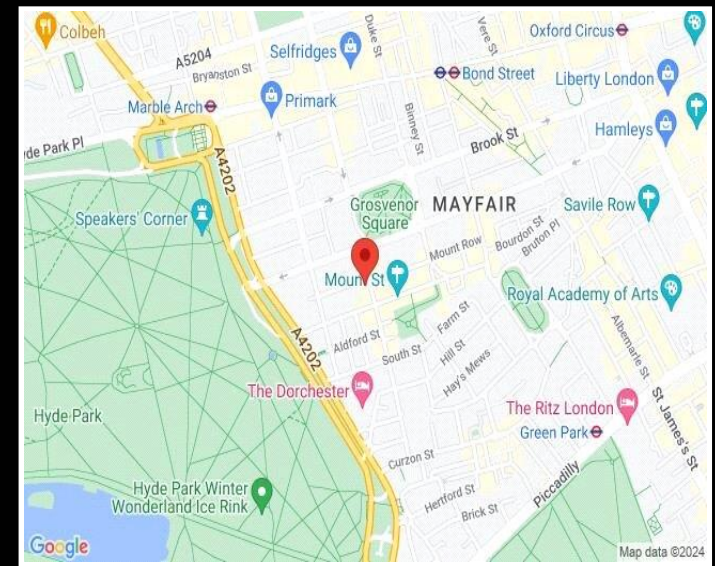 Colbeh
A5204
Bryanston St
Selfridges
Duke St
Vere St
Oxford Circus
Bond Street
Liberty London
Primark
Marble Arch
Binney St
Hamleys
yde Park Pl
Brook St
A4202
Grosvenor
Square
MAYFAIR
Savile Row
Speakers' Corner
Mount Row
Bourdon St
Bruton Pl
Mount St
Royal Academy of Arts
Farm St
Albemarle St
A4202
Aldford St
South St
Hill St
Hay's Mews
The Dorchester
The Ritz London
St James's St
Hyde Park
Green Park
Curzon St
Piccadilly
Hyde Park Winter
Wonderland Ice Rink
Hertford St
Brick St
Google
Map data ©2024